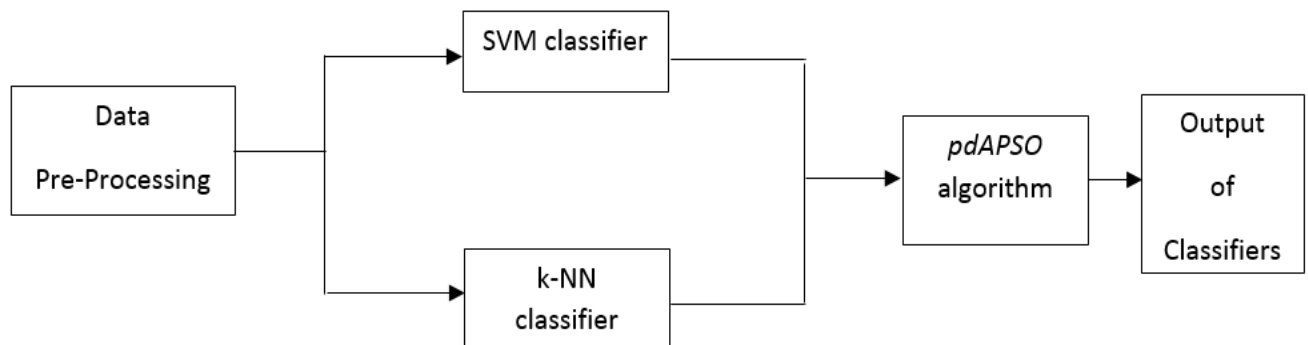 Data
Pre-Processing
SVM classifier
k-NN
classifier
pdAPSO
algorithm
Output
of
Classifiers